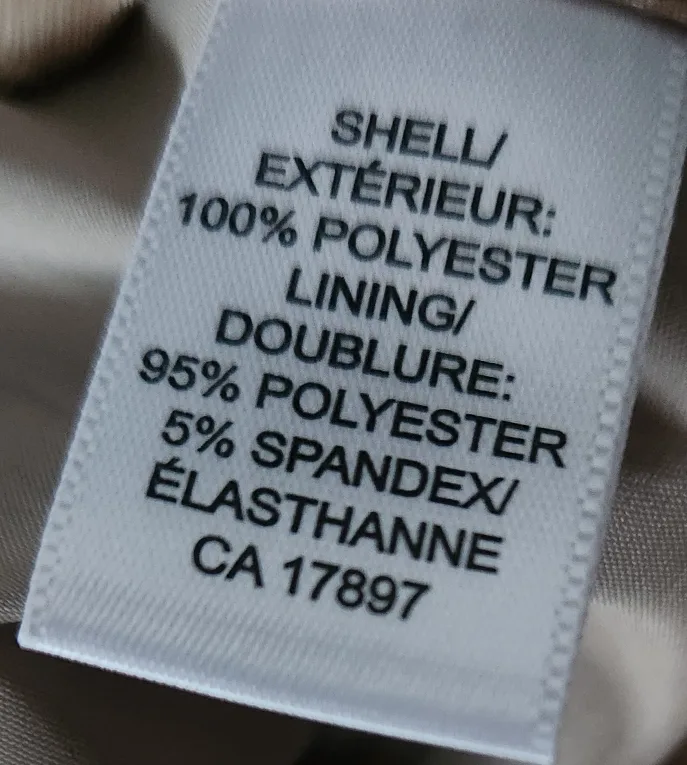 SHELL/
EXTÉRIEUR:
100% POLYESTER
LINING/
DOUBLURE:
95% POLYESTER
5% SPANDEX/
ÉLASTHANNE
CA 17897